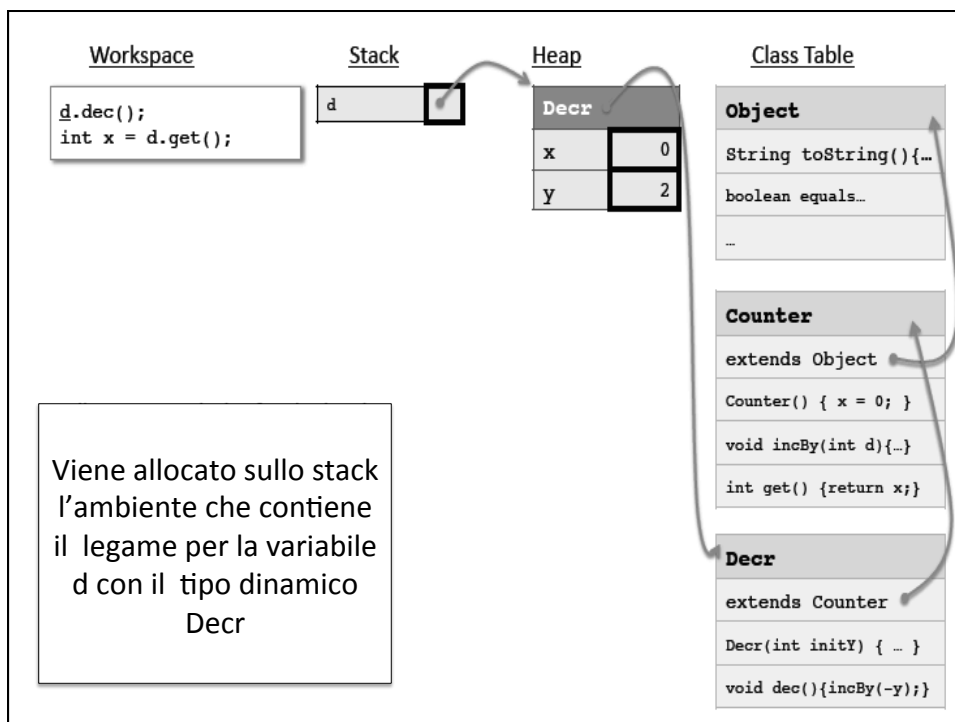 Workspace
Stack
Heap
Class Table
d.dec();
int x = d.get();
d
Decr
x 0
y 2
Object
String toString(){…
boolean equals…
…
Counter
extends Object
Counter() { x = 0; }
void incBy(int d){…}
int get() {return x;}
Decr
extends Counter
Decr(int initY) { … }
void dec(){incBy(-y);}
Viene allocato sullo stack
l’ambiente che contiene
il legame per la variabile
d con il tipo dinamico
Decr